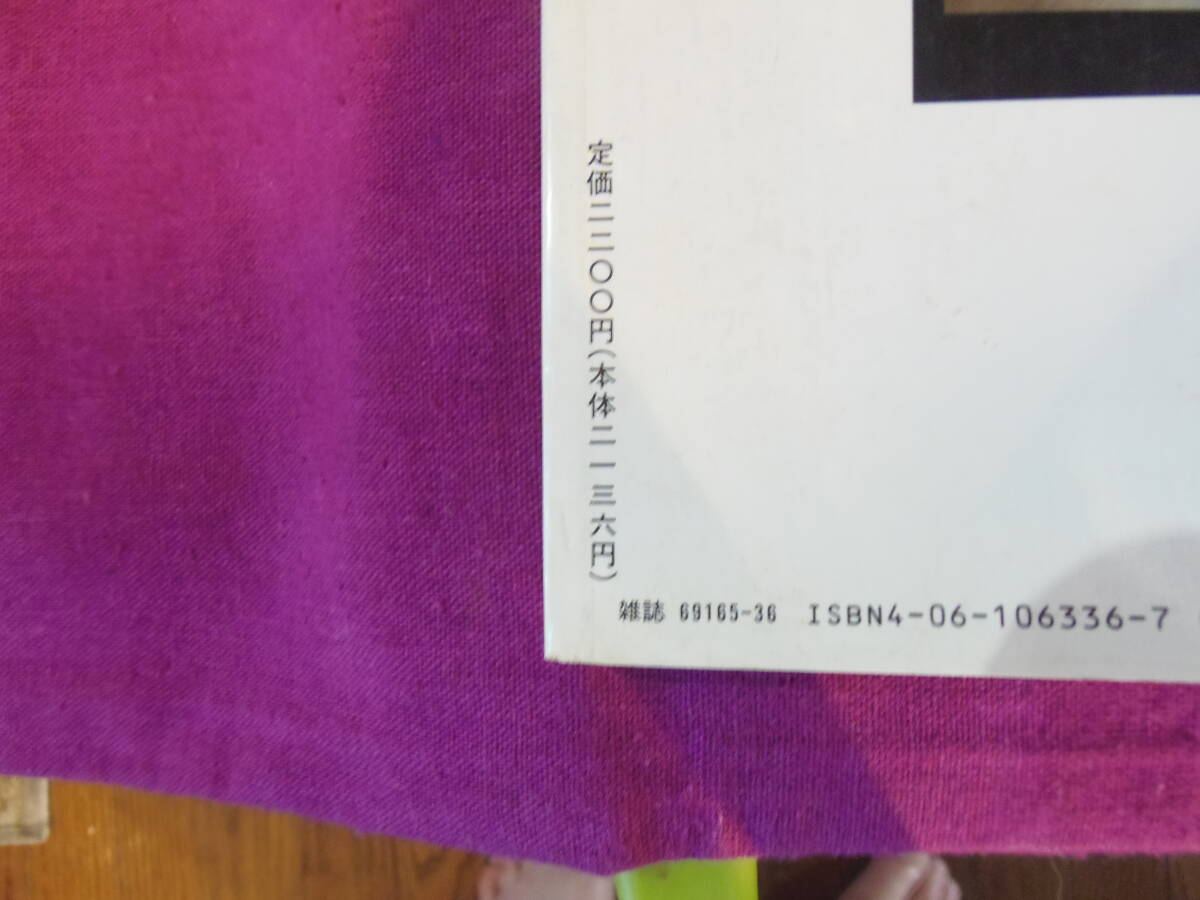 定価二二〇〇円(本体二一三六円)
雑誌 69165-36 ISBN4-06-106336-7